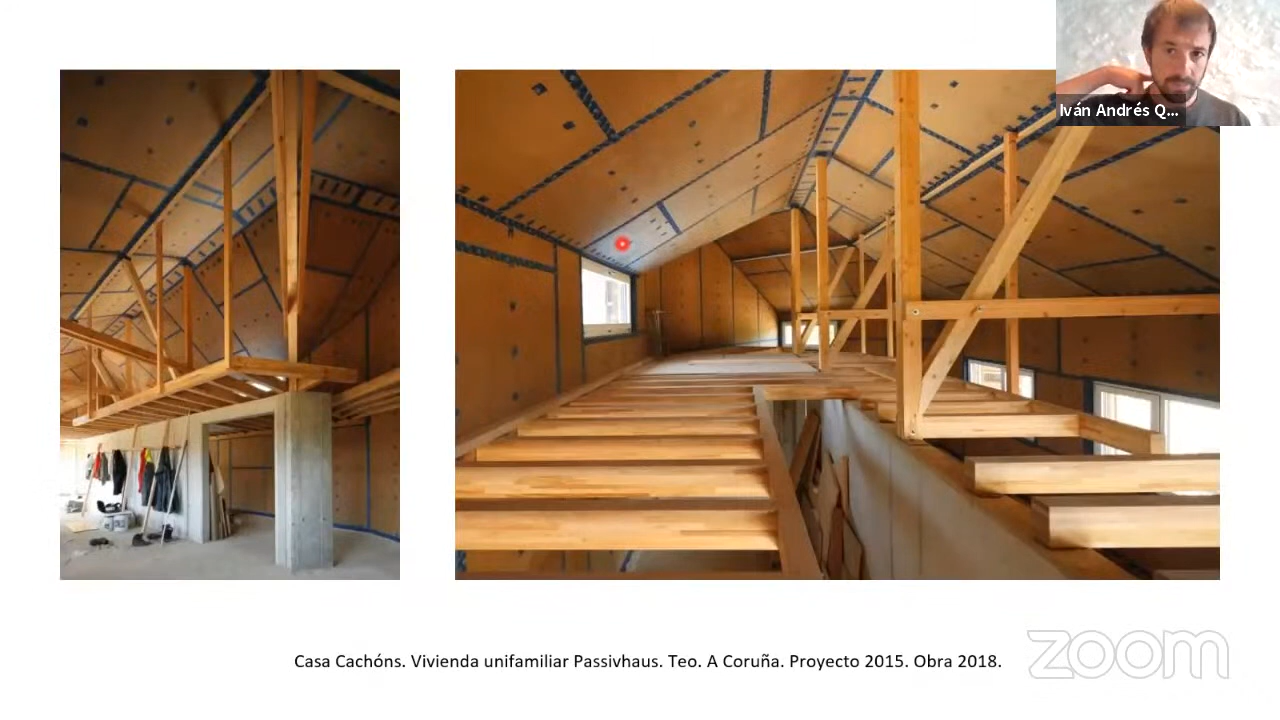 Iván Andrés Q...
Casa Cachóns. Vivienda unifamiliar Passivhaus. Teo. A Coruña. Proyecto 2015. Obra 2018.
zoom